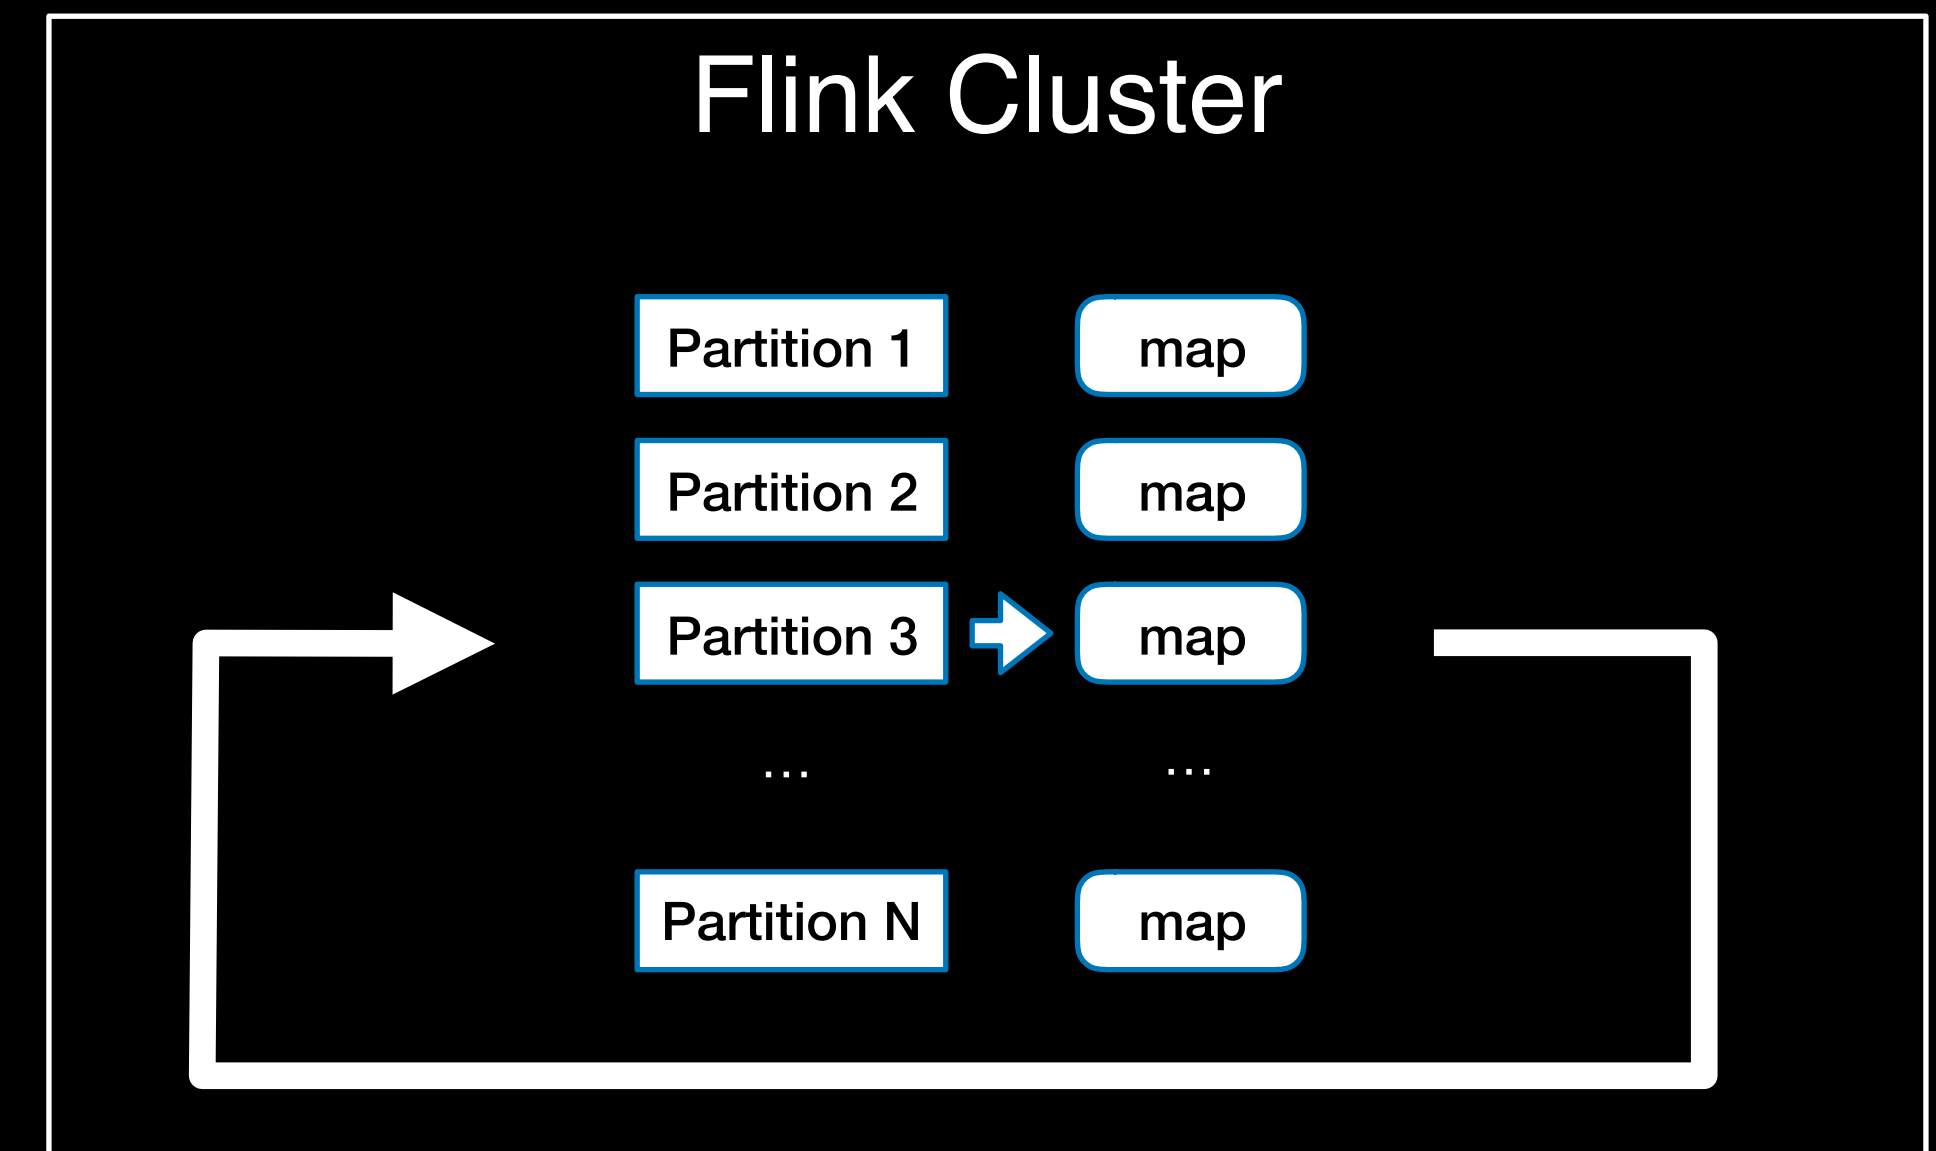 Flink Cluster
Partition 1
map
Partition 2
map
Partition 3
map
...
...
Partition N
map